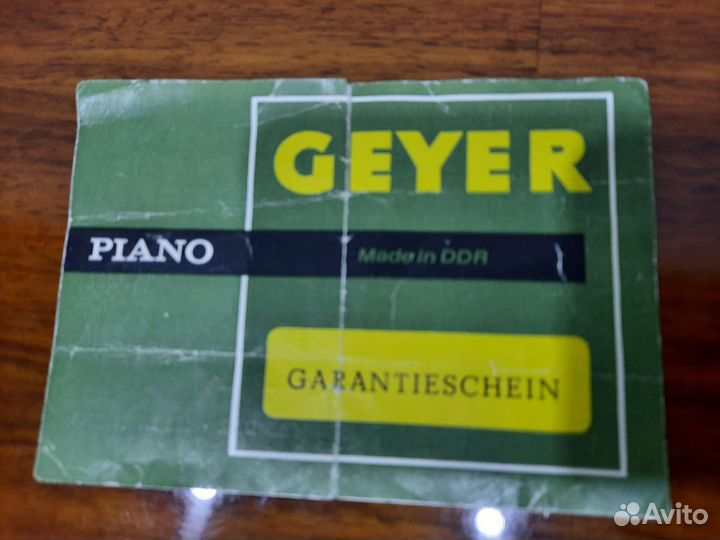 GEYER
PIANO Made in DDR
GARANTIESCHEIN
Avito